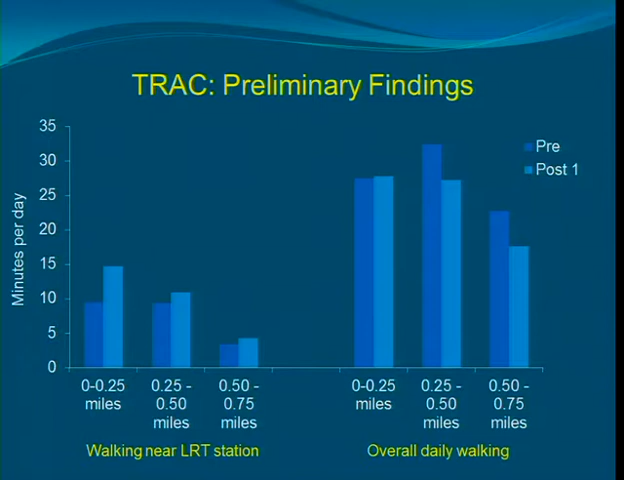 TRAC: Preliminary Findings
35
30
25
20
15
10
5
0
Minutes per day
Pre
Post 1
0-0.25
miles
0.25 -
0.50
miles
0.50 -
0.75
miles
0-0.25
miles
0.25 -
0.50
miles
0.50 -
0.75
miles
Walking near LRT station
Overall daily walking